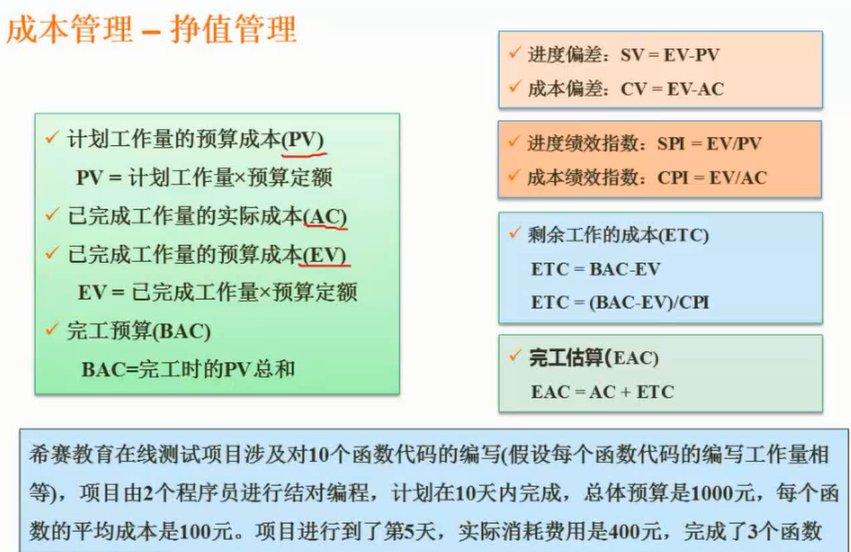 成本管理 – 挣值管理
✓ 计划工作量的预算成本(PV)
PV = 计划工作量×预算定额
✓ 已完成工作量的实际成本(AC)
✓ 已完成工作量的预算成本(EV)
EV = 已完成工作量×预算定额
✓ 完工预算(BAC)
BAC=完工时的PV总和
✓ 进度偏差：SV = EV-PV
✓ 成本偏差：CV = EV-AC
✓ 进度绩效指数：SPI = EV/PV
✓ 成本绩效指数：CPI = EV/AC
✓ 剩余工作的成本(ETC)
ETC = BAC-EV
ETC = (BAC-EV)/CPI
✓ 完工估算(EAC)
EAC = AC + ETC
希赛教育在线测试项目涉及对10个函数代码的编写(假设每个函数代码的编写工作量相
等)，项目由2个程序员进行结对编程，计划在10天内完成，总体预算是1000元，每个函
数的平均成本是100元。项目进行到了第5天，实际消耗费用是400元，完成了3个函数